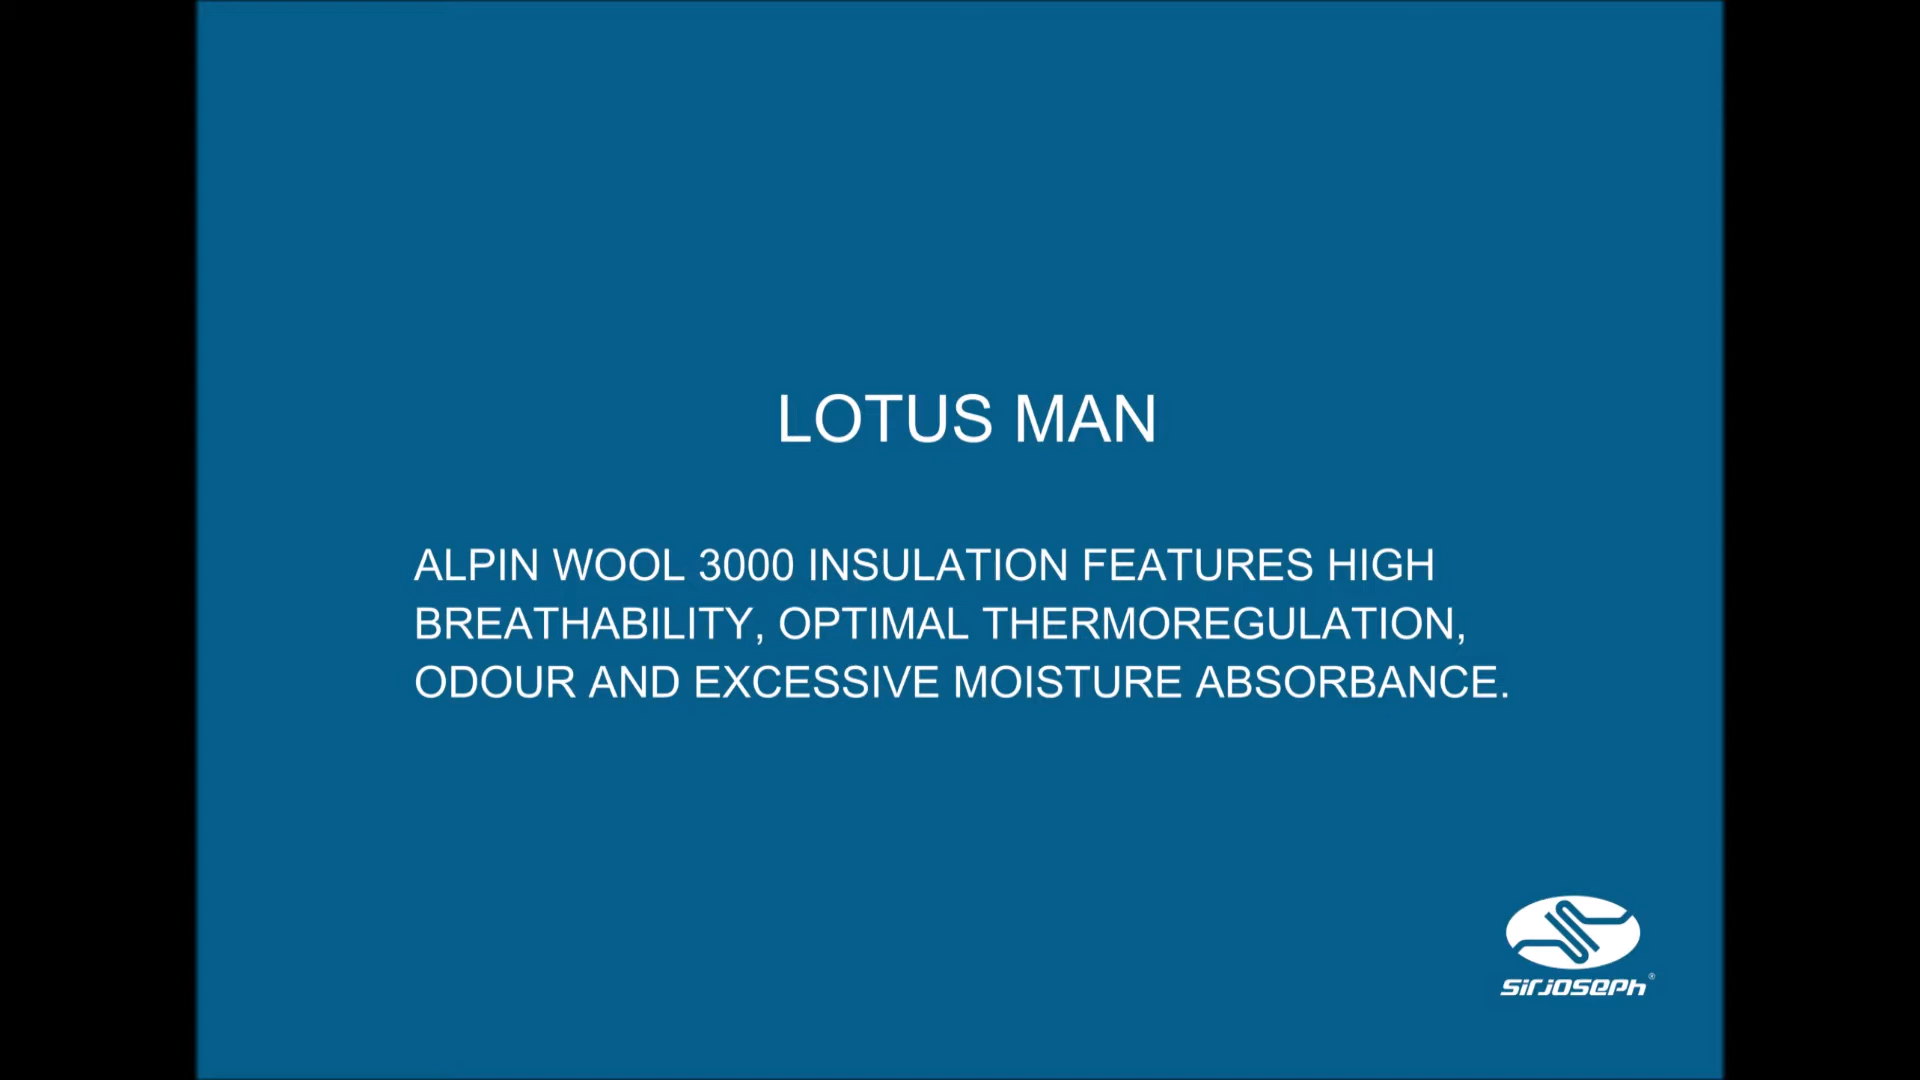 LOTUS MAN
ALPIN WOOL 3000 INSULATION FEATURES HIGH
BREATHABILITY, OPTIMAL THERMOREGULATION,
ODOUR AND EXCESSIVE MOISTURE ABSORBANCE.
sirjoseph®